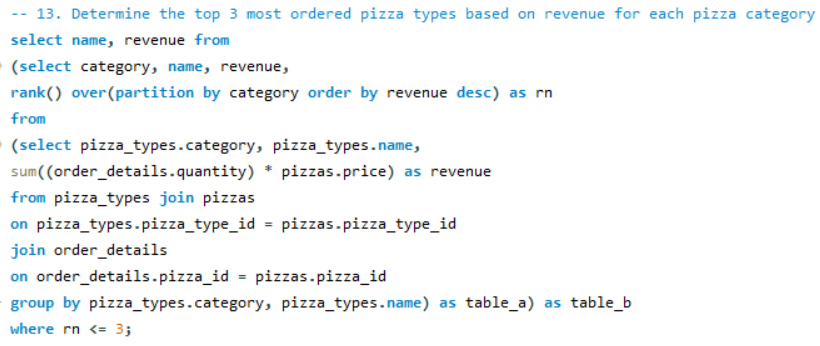 -- 13. Determine the top 3 most ordered pizza types based on revenue for each pizza category
select name, revenue from
(select category, name, revenue,
rank() over(partition by category order by revenue desc) as rn
from
(select pizza_types.category, pizza_types.name,
sum((order_details.quantity) * pizzas.price) as revenue
from pizza_types join pizzas
on pizza_types.pizza_type_id = pizzas.pizza_type_id
join order_details
on order_details.pizza_id = pizzas.pizza_id
group by pizza_types.category, pizza_types.name) as table_a) as table_b
where rn <= 3;